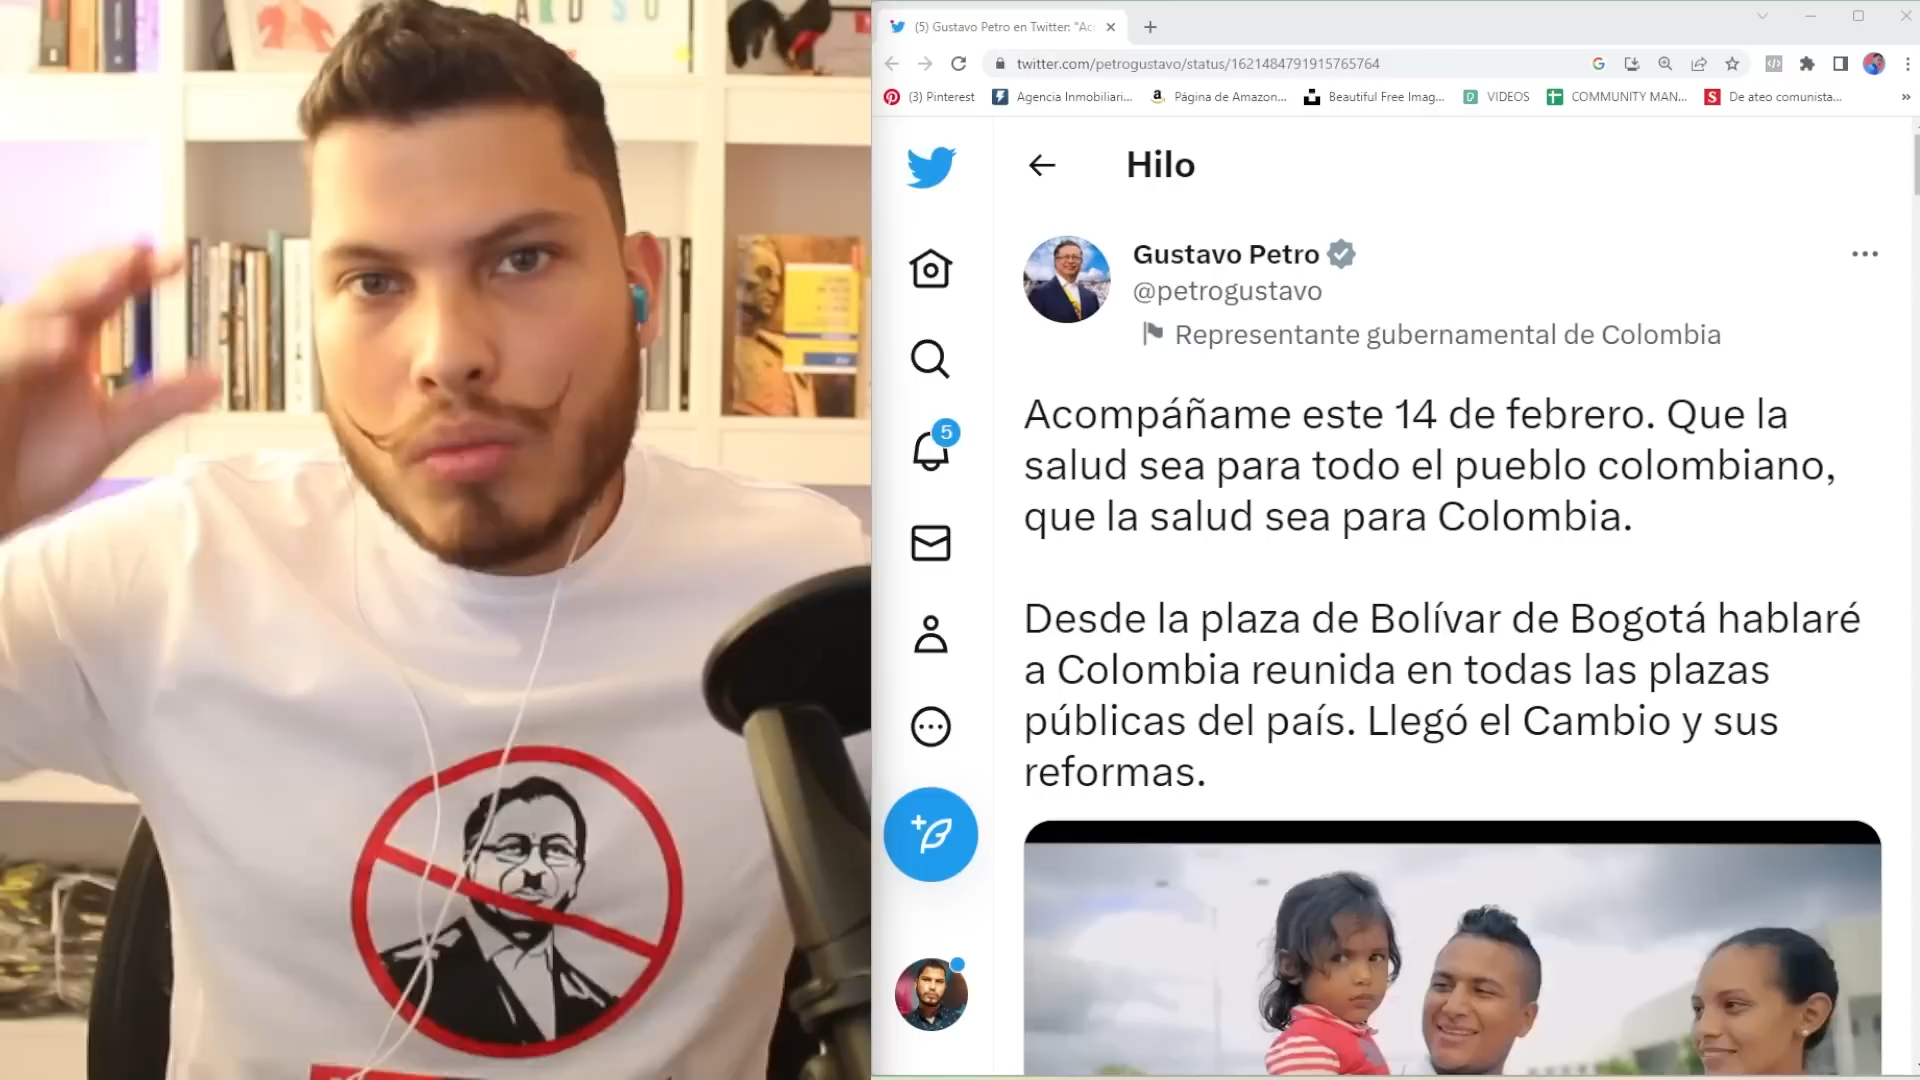 (5) Gustavo Petro en Twitter: "Ac
twitter.com/petrogustavo/status/1621484791915765764
(3) Pinterest
Agencia Inmobiliari...
Página de Amazon...
Beautiful Free Imag...
VIDEOS
COMMUNITY MAN...
De ateo comunista...
»
Hilo
Gustavo Petro
@petrogustavo
Representante gubernamental de Colombia
5
Acompáñame este 14 de febrero. Que la
salud sea para todo el pueblo colombiano,
que la salud sea para Colombia.
Desde la plaza de Bolívar de Bogotá hablaré
a Colombia reunida en todas las plazas
públicas del país. Llegó el Cambio y sus
reformas.